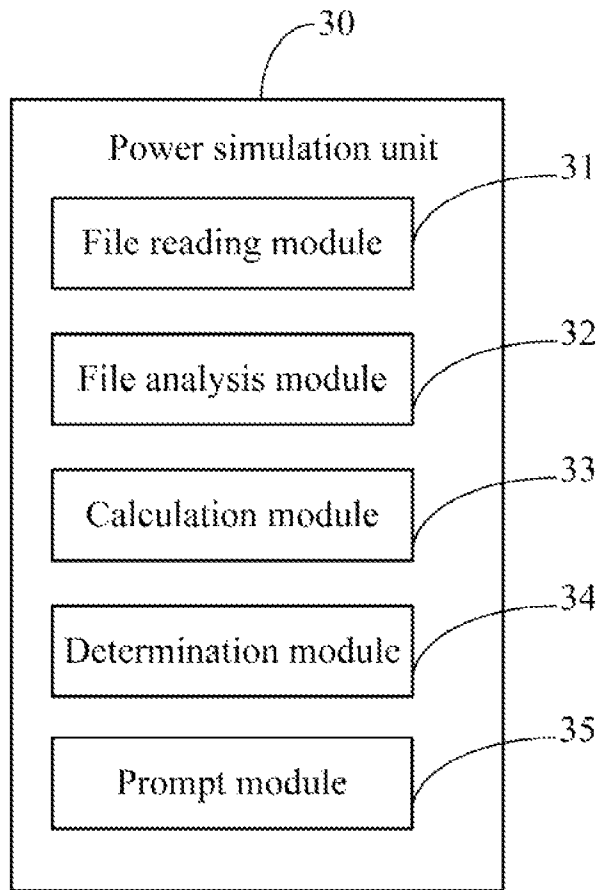 30
Power simulation unit
31
File reading module
32
File analysis module
33
Calculation module
34
Determination module
35
Prompt module